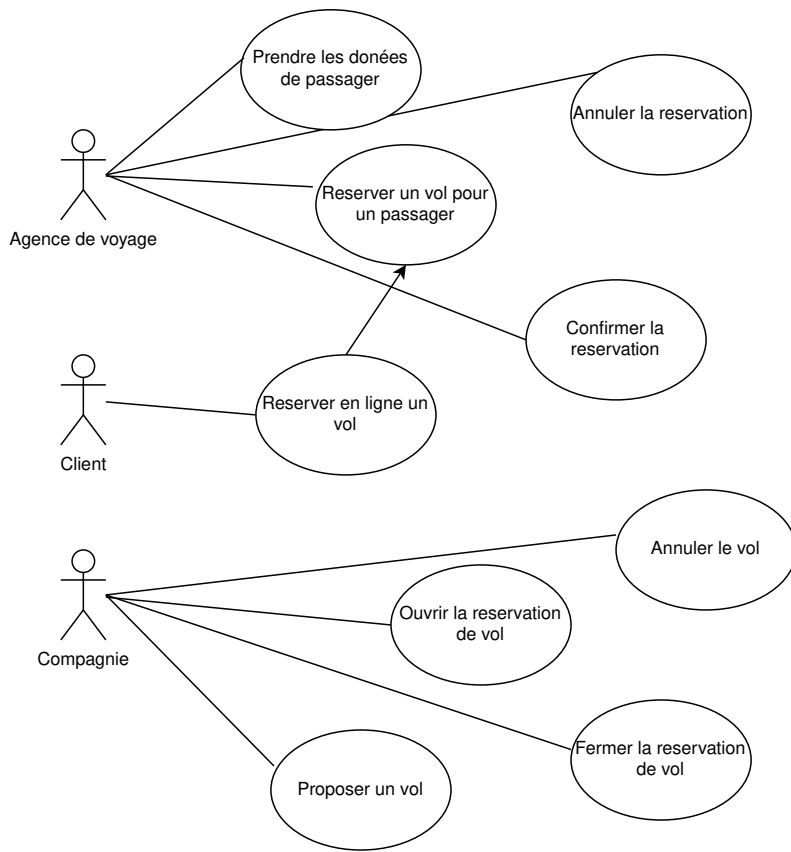 Prendre les donées
de passager
Annuler la reservation
Reserver un vol pour
un passager
Agence de voyage
Confirmer la
reservation
Reserver en ligne un
vol
Client
Annuler le vol
Ouvrir la reservation
de vol
Compagnie
Fermer la reservation
de vol
Proposer un vol